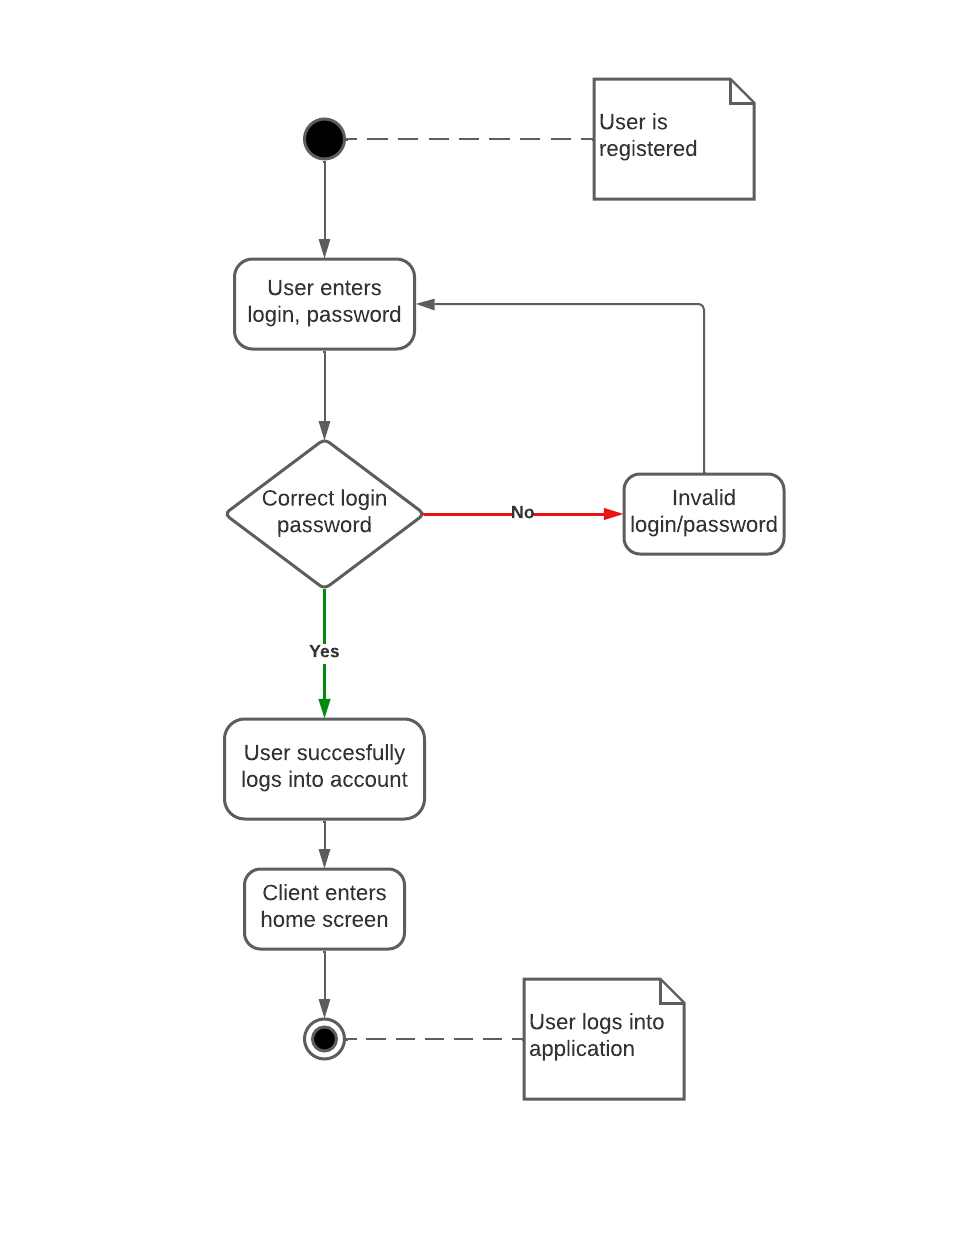 User is
registered
User enters
login, password
Correct login
password
No
Invalid
login/password
Yes
User succesfully
logs into account
Client enters
home screen
User logs into
application